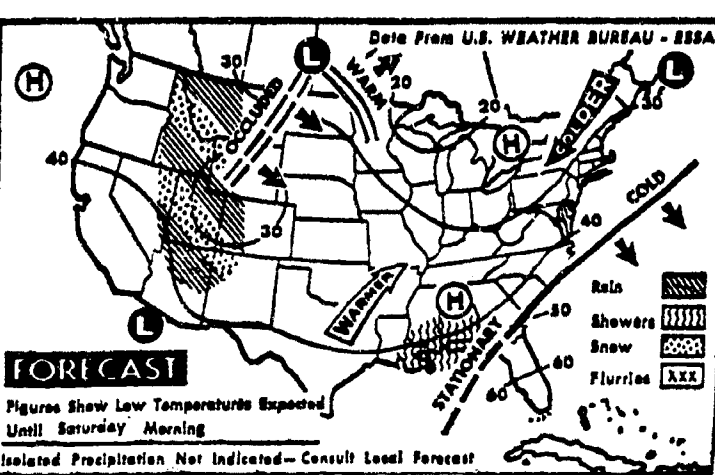 Data From U.S. WEATHER BUREAU - ESSA
H
L
L
30
WARM
20
20
30
OCCLUDED
COLDER
H
40
COLD
30
40
WARMER
H
L
STATIONARY
50
60
60
Rain
Showers
Snow
Flurries XXX
FORECAST
Figures Show Low Temperatures Expected
Until Saturday Morning
Isolated Precipitation Not Indicated—Consult Local Forecast